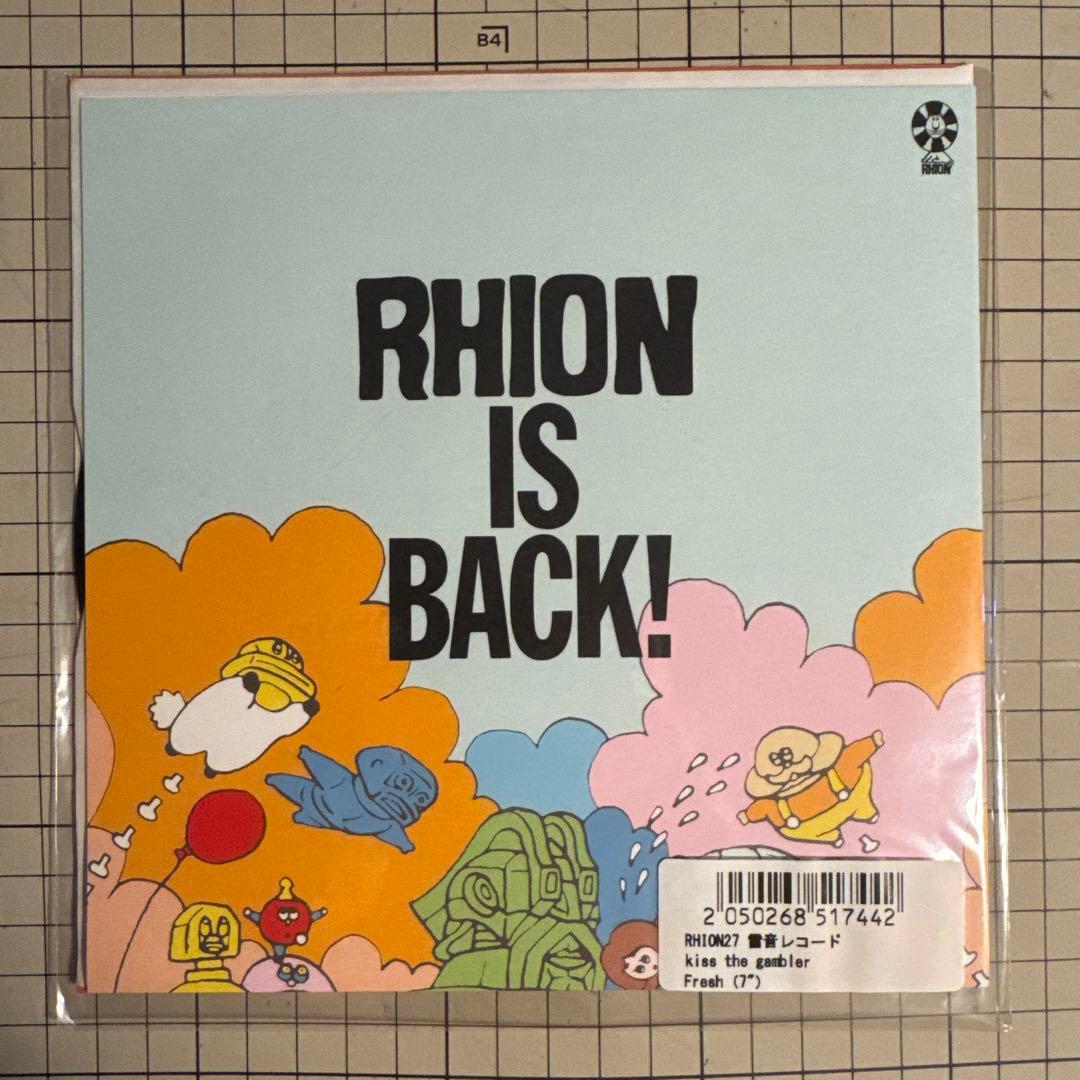 B4
RHION
RHION
IS
BACK!
2 050268 517442
RHION27 雷音レコード
kiss the gambler
Fresh (7")